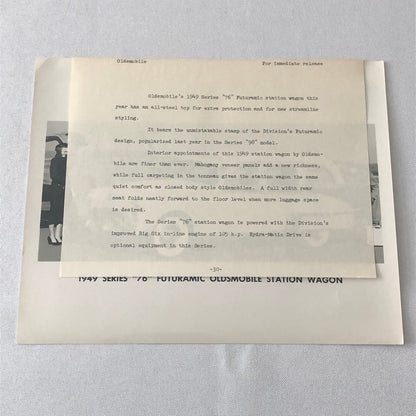 Oldsmobile For immediate release
Oldsmobile's 1949 Series "76" Futuramic station wagon this
year has an all-steel top for extra protection and for new streamline
styling.
It bears the unmistakable stamp of the Division's Futuramic
design, popularized last year in the Series "98" model.
Interior appointments of this 1949 station wagon by Oldsmo-
bile are finer than ever. Mahogany veneer panels add a new richness,
while full carpeting in the tonneau gives the station wagon the same
quiet comfort as closed body style Oldsmobiles. A full width rear
seat folds neatly forward to the floor level when more luggage space
is desired.
The Series "76" station wagon is powered with the Division's
improved Big Six in-line engine of 105 h.p. Hydra-Matic Drive is
optional equipment in this Series.
-30-
1949 SERIES "76" FUTURAMIC OLDSMOBILE STATION WAGON